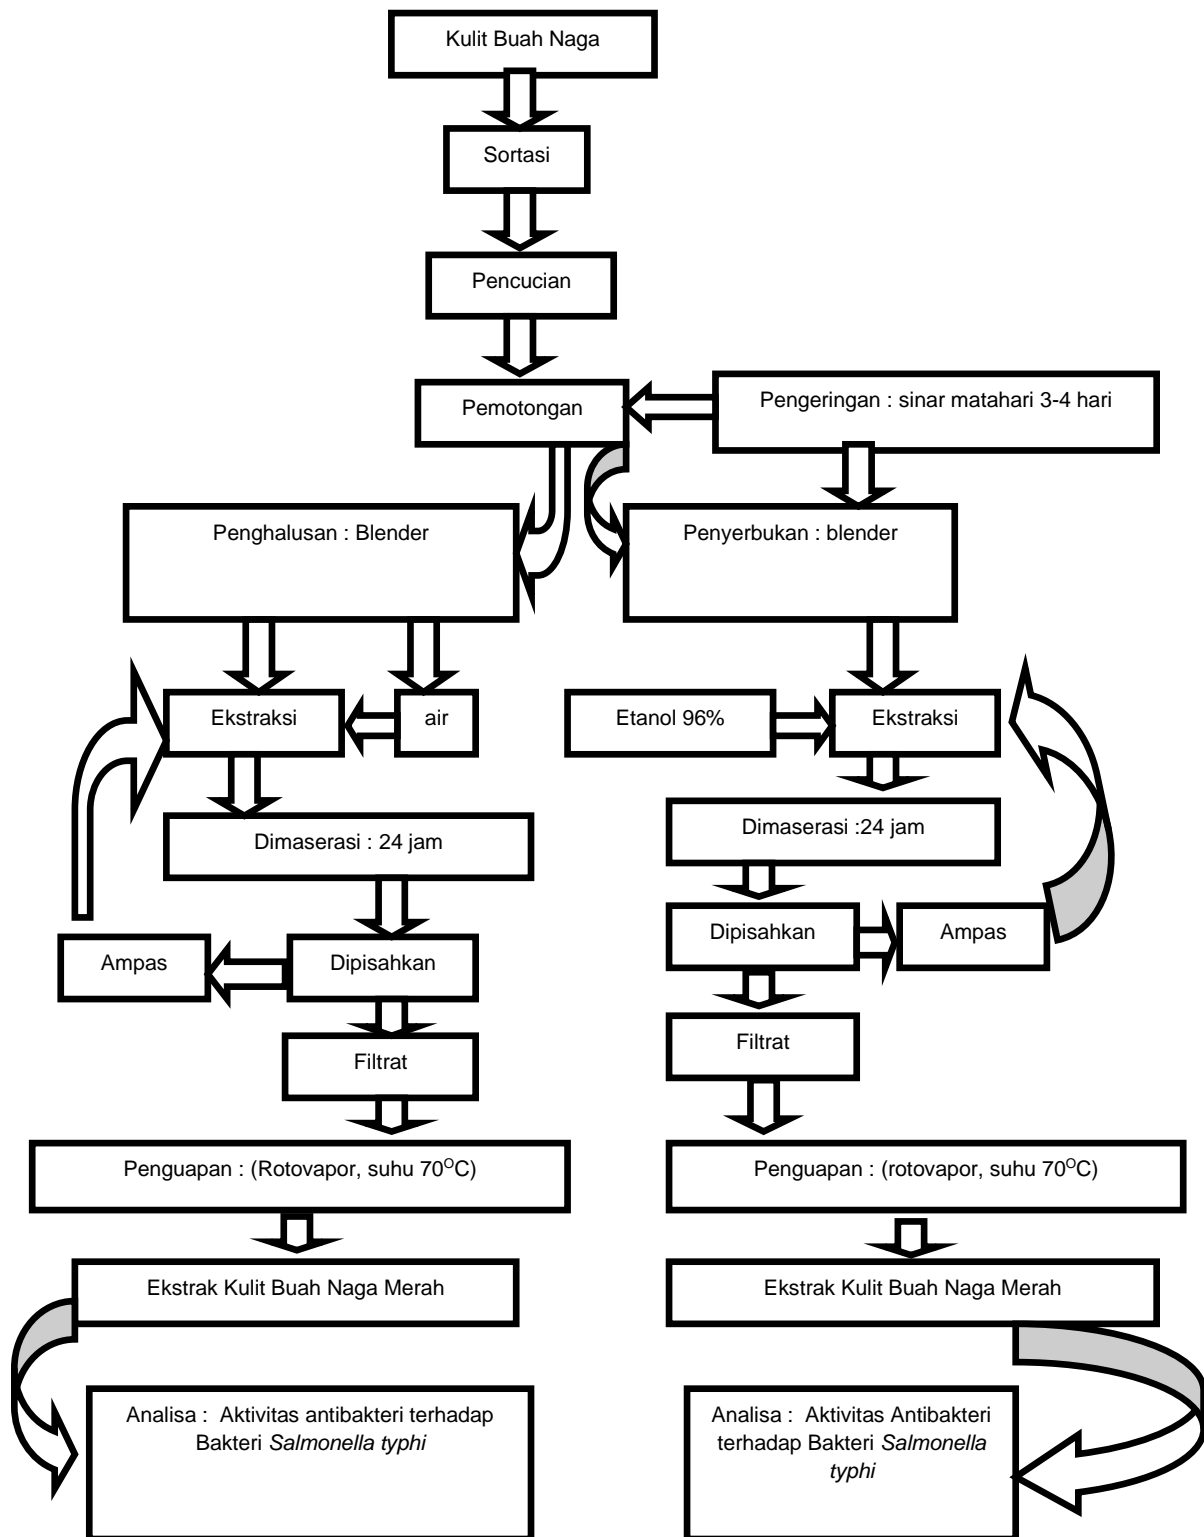 Kulit Buah Naga
Sortasi
Pencucian
Pemotongan
Pengeringan : sinar matahari 3-4 hari
Penghalusan : Blender
Penyerbukan : blender
Ekstraksi
air
Etanol 96%
Ekstraksi
Dimaserasi : 24 jam
Dimaserasi :24 jam
Ampas
Dipisahkan
Dipisahkan
Ampas
Filtrat
Filtrat
Penguapan : (Rotovapor, suhu 70⁰C)
Penguapan : (rotovapor, suhu 70⁰C)
Ekstrak Kulit Buah Naga Merah
Ekstrak Kulit Buah Naga Merah
Analisa : Aktivitas antibakteri terhadap
Bakteri Salmonella typhi
Analisa : Aktivitas Antibakteri
terhadap Bakteri Salmonella
typhi